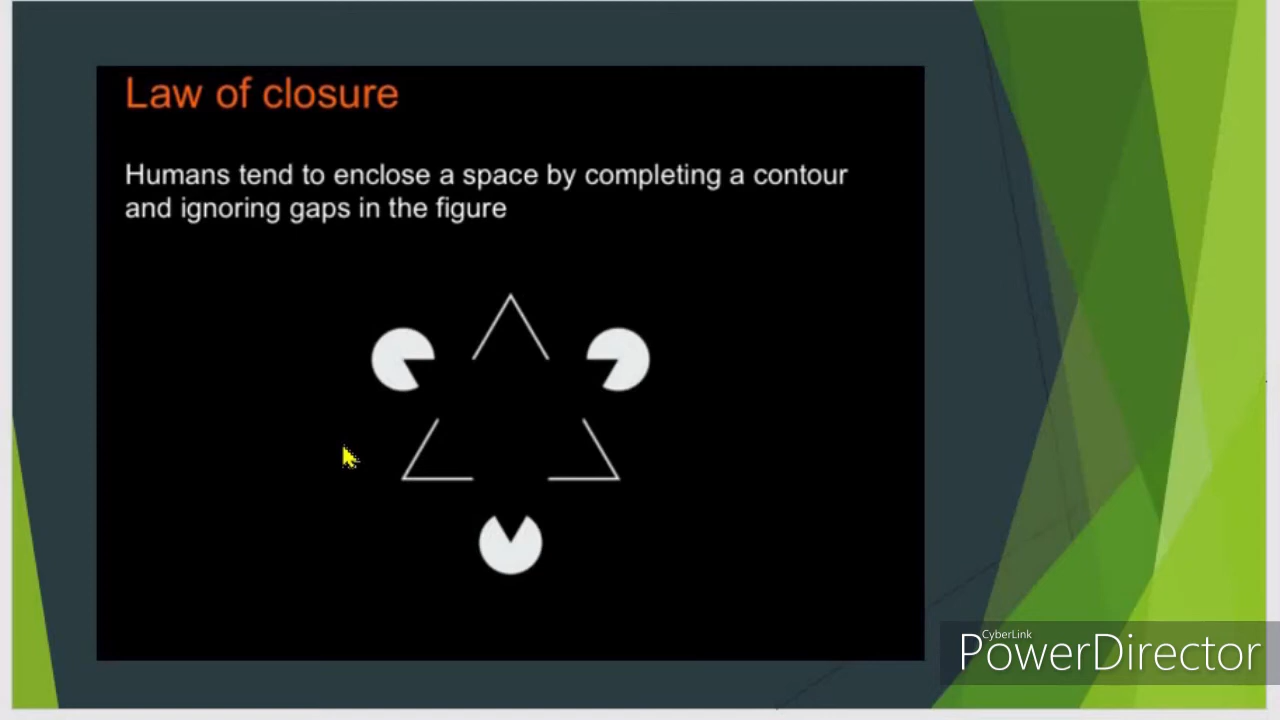 Law of closure
Humans tend to enclose a space by completing a contour
and ignoring gaps in the figure
CyberLink
PowerDirector